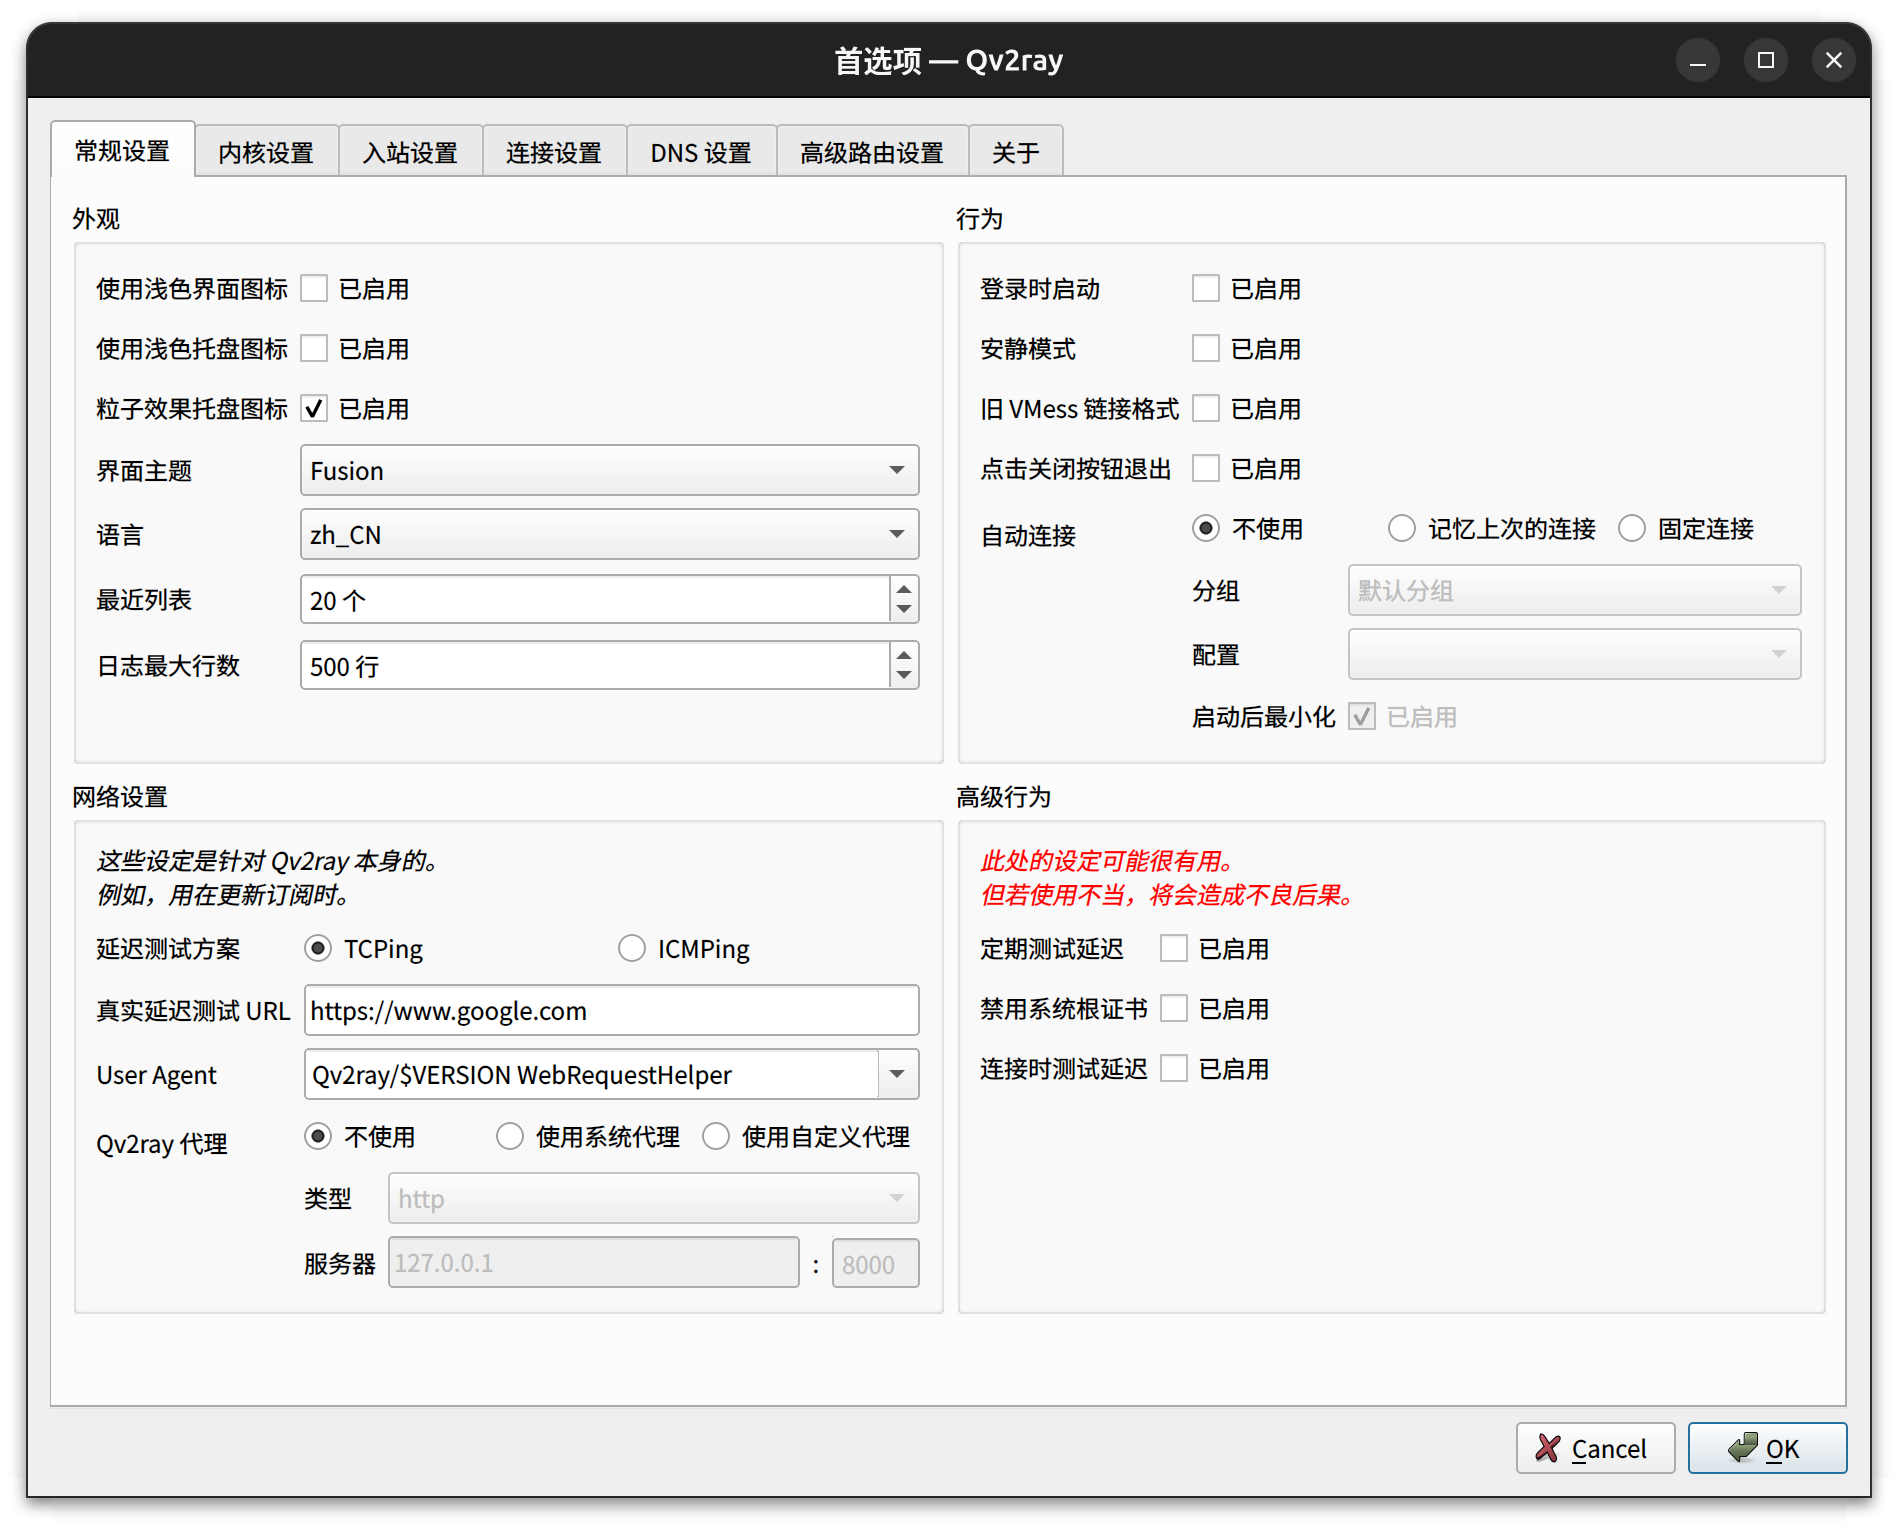 首选项 — Qv2ray
常规设置 内核设置 入站设置 连接设置 DNS 设置 高级路由设置 关于
外观
使用浅色界面图标 已启用
使用浅色托盘图标 已启用
粒子效果托盘图标 已启用
界面主题 Fusion
语言 zh_CN
最近列表 20 个
日志最大行数 500 行
行为
登录时启动 已启用
安静模式 已启用
旧 VMess 链接格式 已启用
点击关闭按钮退出 已启用
自动连接 不使用 记忆上次的连接 固定连接
分组 默认分组
配置
启动后最小化 已启用
网络设置
这些设定是针对 Qv2ray 本身的。
例如，用在更新订阅时。
延迟测试方案 TCPing ICMPing
真实延迟测试 URL https://www.google.com
User Agent Qv2ray/$VERSION WebRequestHelper
Qv2ray 代理 不使用 使用系统代理 使用自定义代理
类型 http
服务器 127.0.0.1 : 8000
高级行为
此处的设定可能很有用。
但若使用不当，将会造成不良后果。
定期测试延迟 已启用
禁用系统根证书 已启用
连接时测试延迟 已启用
Cancel OK